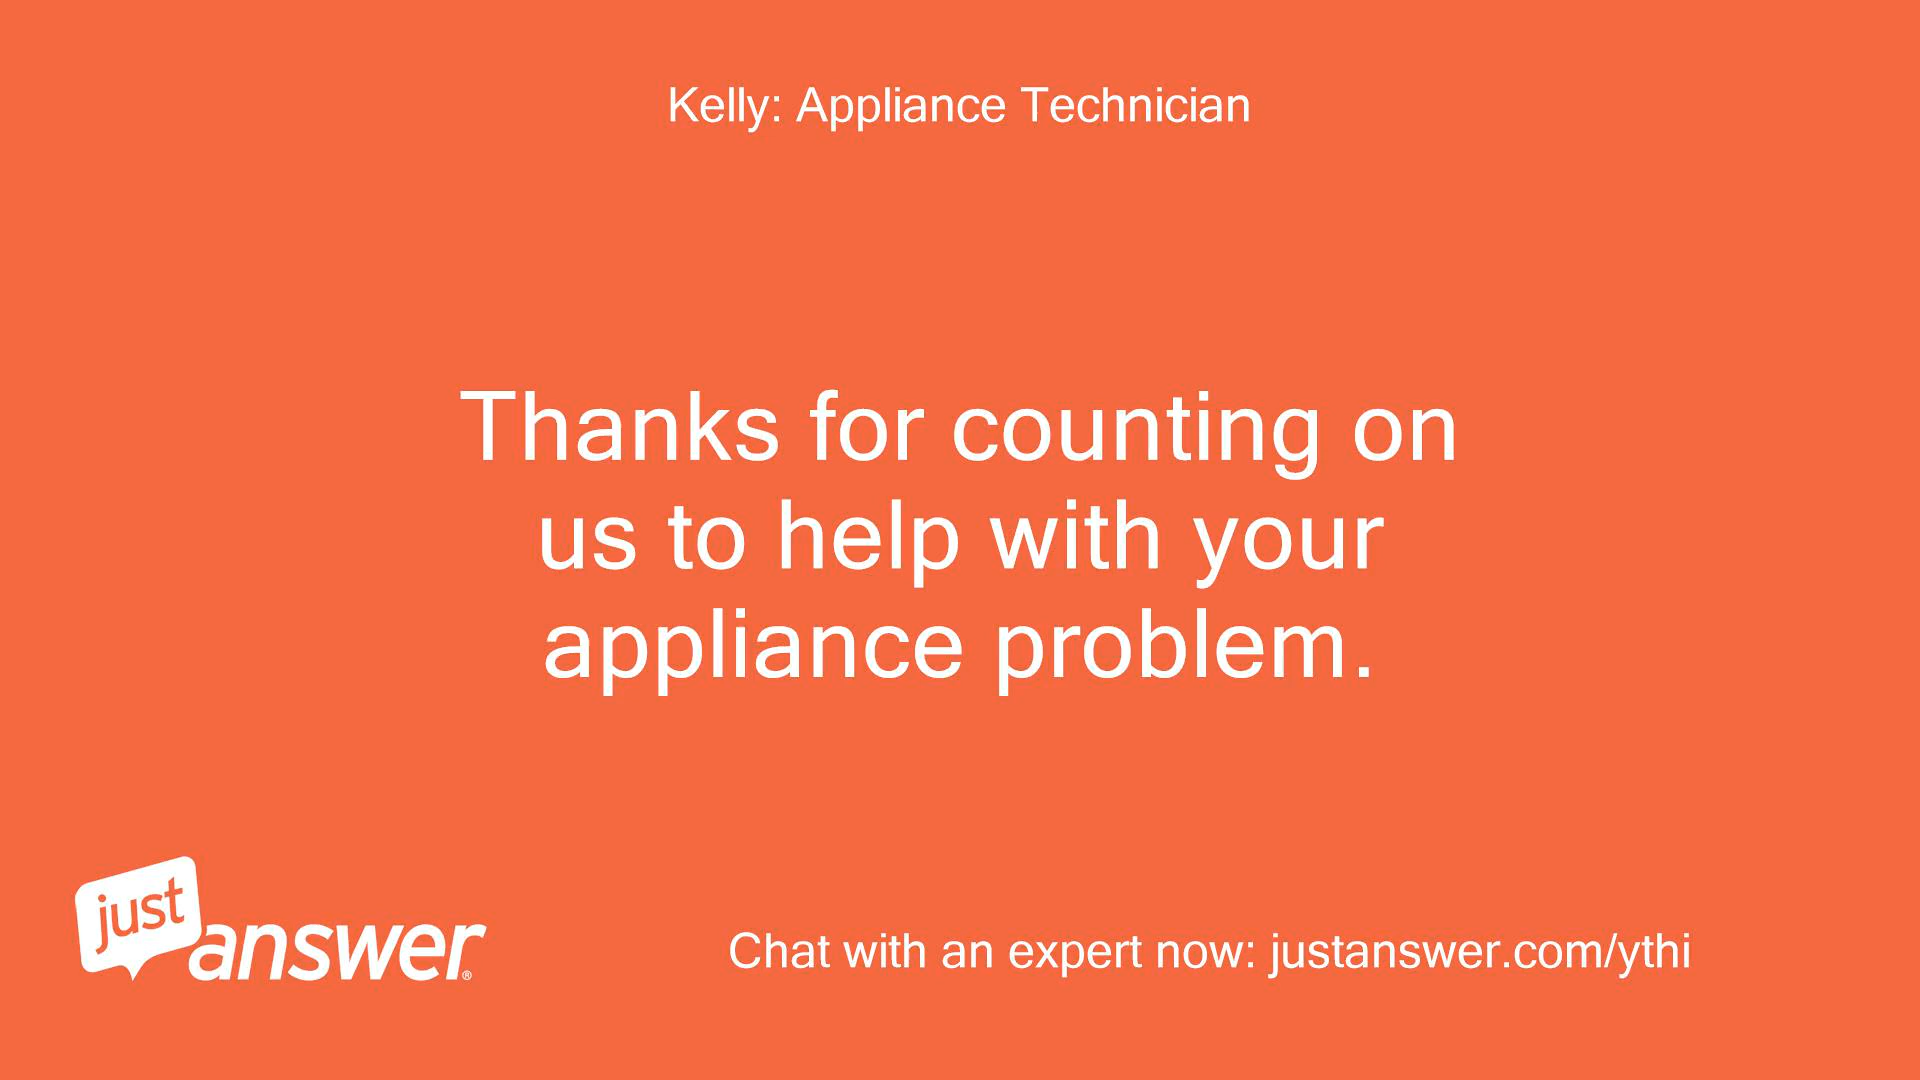 Kelly: Appliance Technician
Thanks for counting on
us to help with your
appliance problem.
just
answer®
Chat with an expert now: justanswer.com/ythi